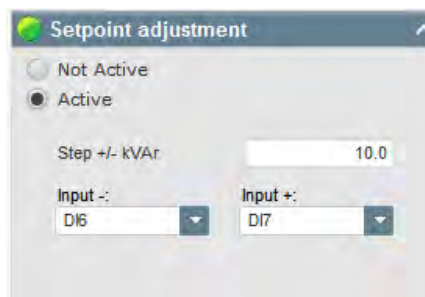 Setpoint adjustment
Not Active
Active
Step +/- kVAr 10.0
Input -: Input +:
DI6 DI7